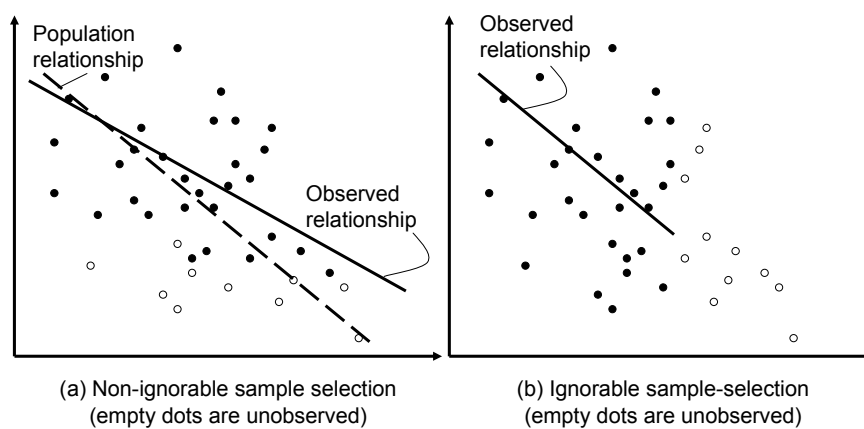 Population
relationship
Observed
relationship
(a) Non-ignorable sample selection
(empty dots are unobserved)
Observed
relationship
(b) Ignorable sample-selection
(empty dots are unobserved)